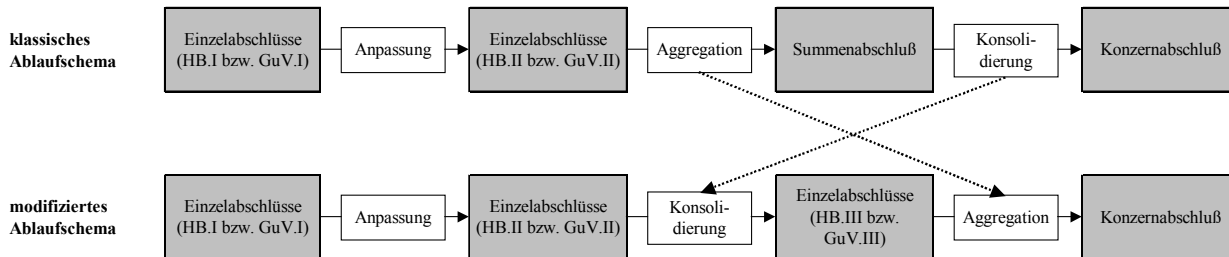 klassisches
Ablaufschema
Einzelabschlüsse
(HB.I bzw. GuV.I)
Anpassung
Einzelabschlüsse
(HB.II bzw. GuV.II)
Aggregation
Summenabschluß
Konsoli-
dierung
Konzernabschluß
modifiziertes
Ablaufschema
Einzelabschlüsse
(HB.I bzw. GuV.I)
Anpassung
Einzelabschlüsse
(HB.II bzw. GuV.II)
Konsoli-
dierung
Einzelabschlüsse
(HB.III bzw.
GuV.III)
Aggregation
Konzernabschluß